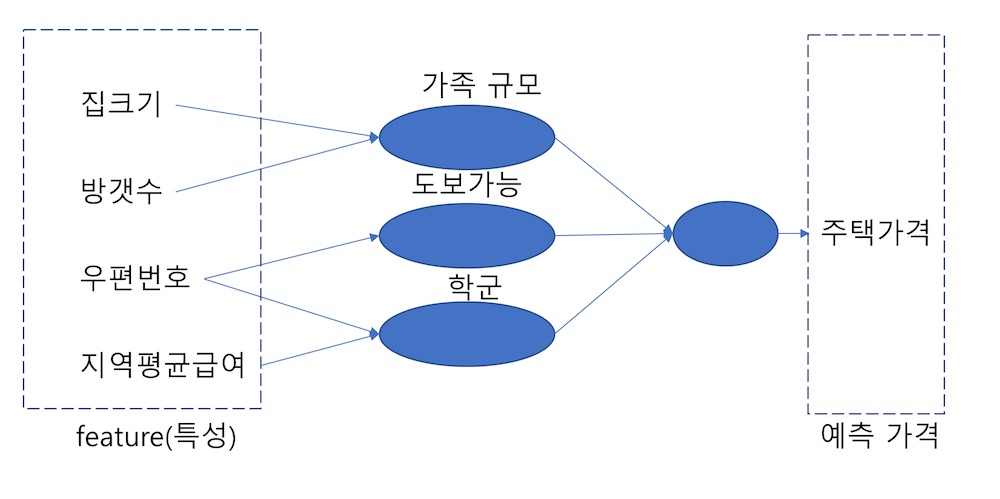 집크기
방갯수
우편번호
지역평균급여
feature(특성)
가족 규모
도보가능
학군
주택가격
예측 가격